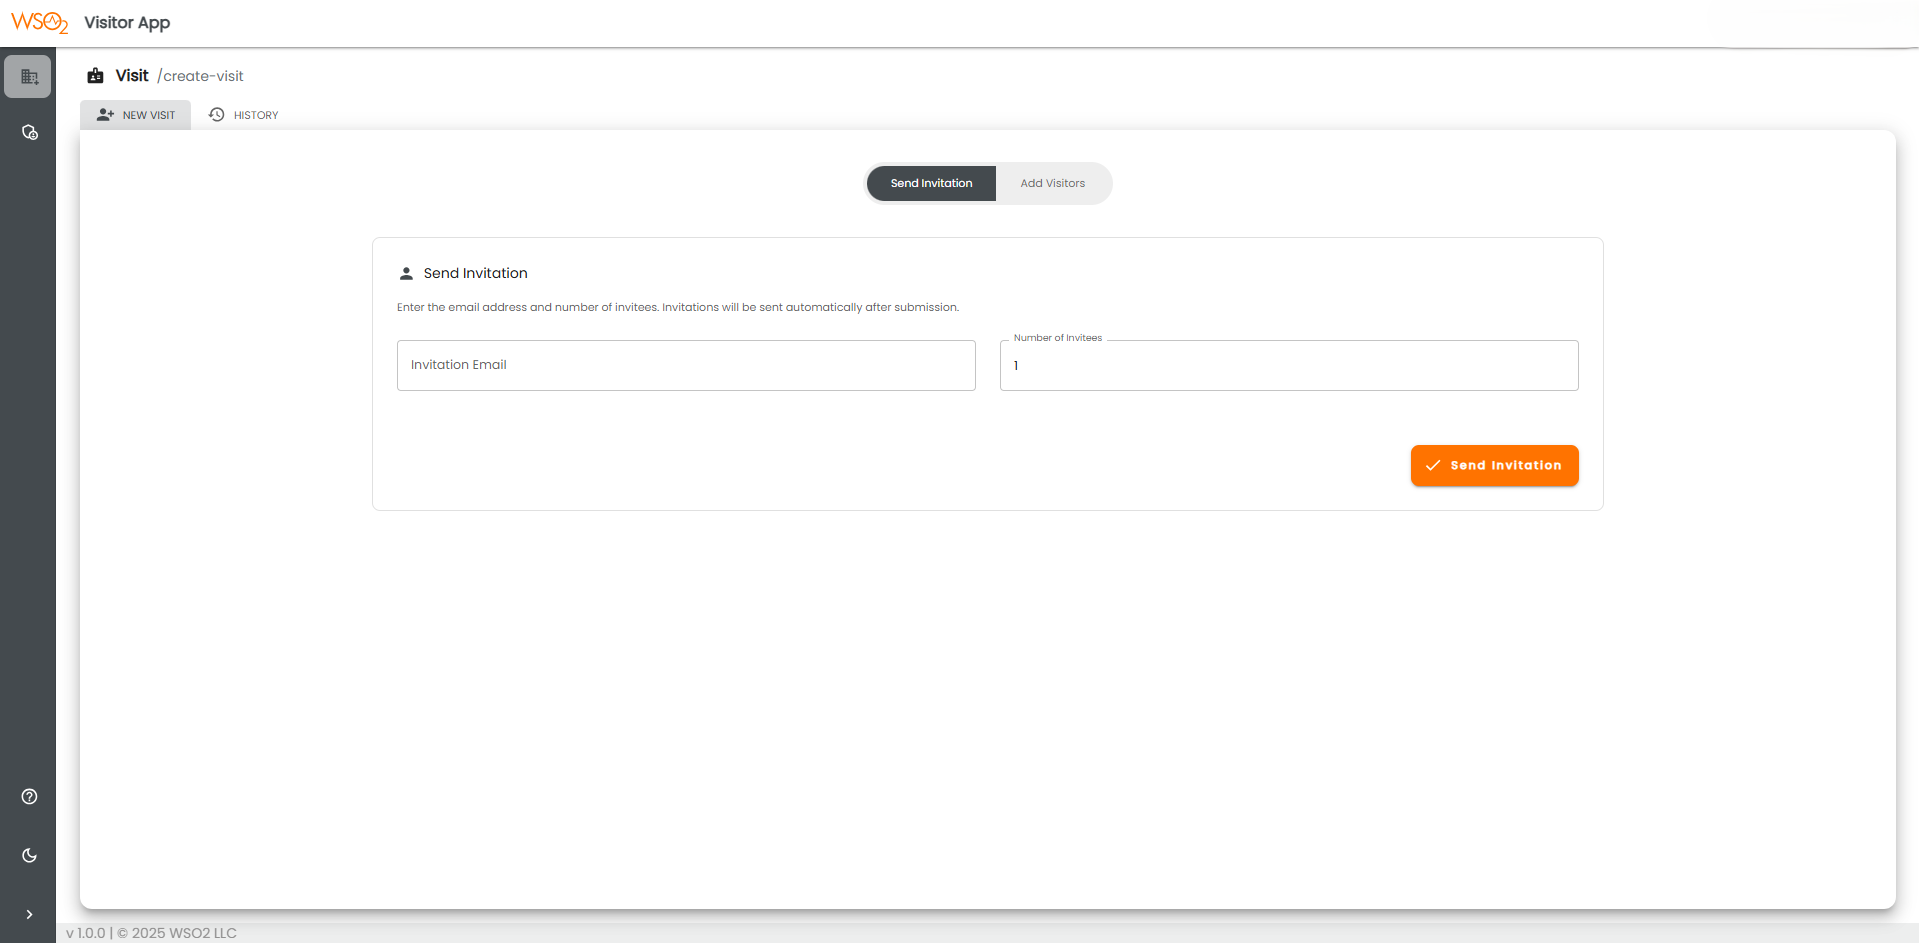 WSO2 Visitor App
Visit /create-visit
NEW VISIT HISTORY
Send Invitation Add Visitors
Send Invitation
Enter the email address and number of invitees. Invitations will be sent automatically after submission.
Number of Invitees
Invitation Email 1
Send Invitation
v 1.0.0 | © 2025 WSO2 LLC